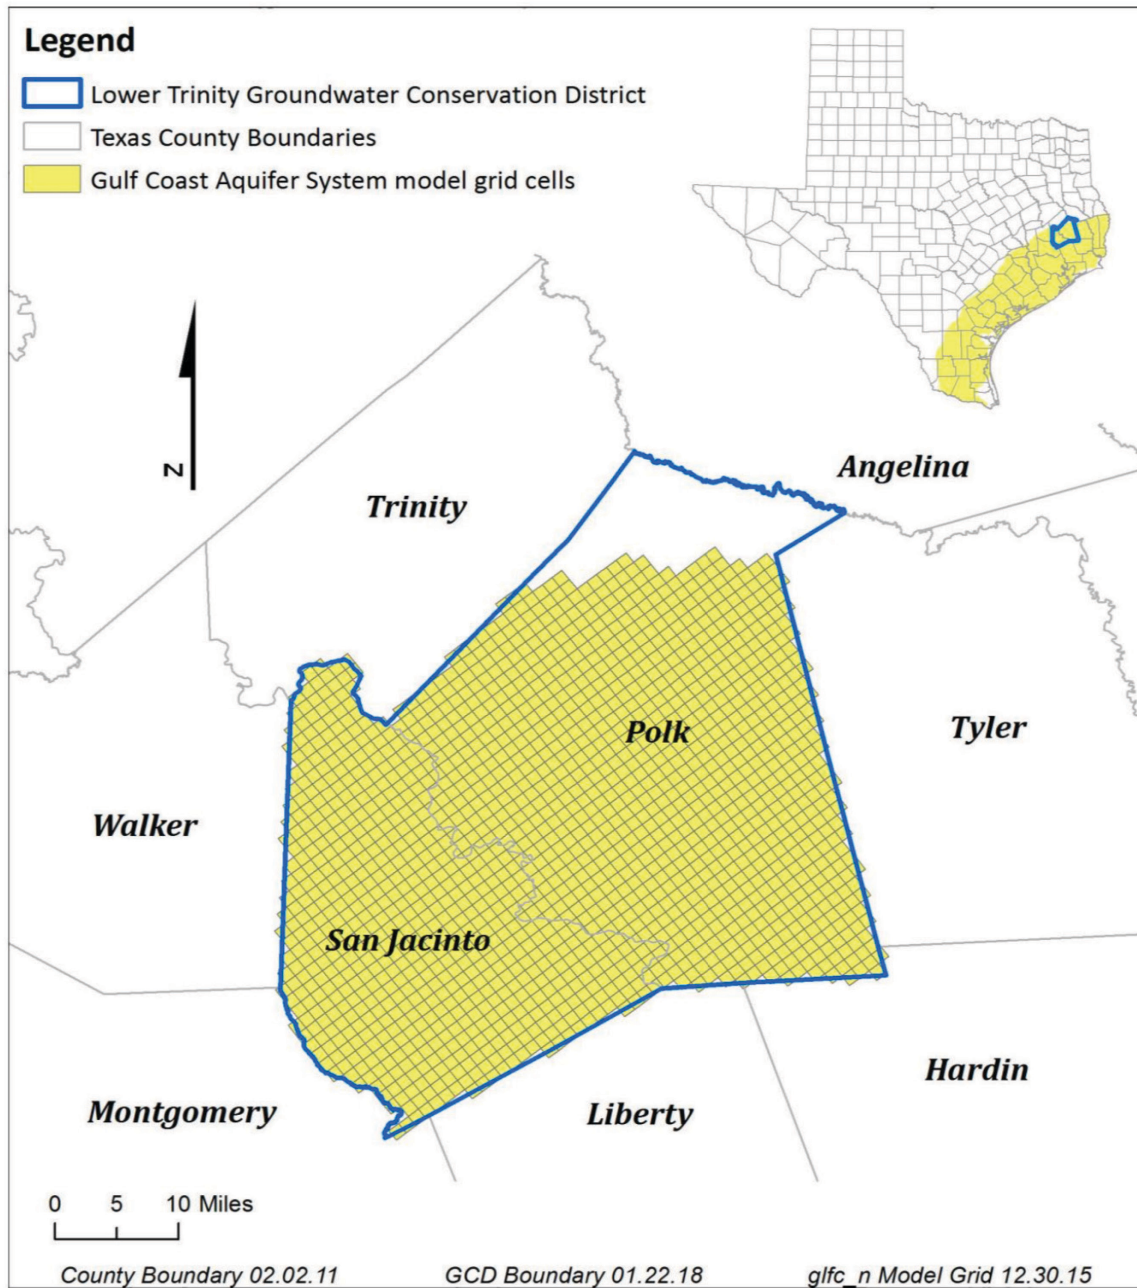 Legend
Lower Trinity Groundwater Conservation District
Texas County Boundaries
Gulf Coast Aquifer System model grid cells
N
Angelina
Trinity
Polk
Tyler
Walker
San Jacinto
Hardin
Montgomery
Liberty
0 5 10 Miles
County Boundary 02.02.11 GCD Boundary 01.22.18 glfc_n Model Grid 12.30.15